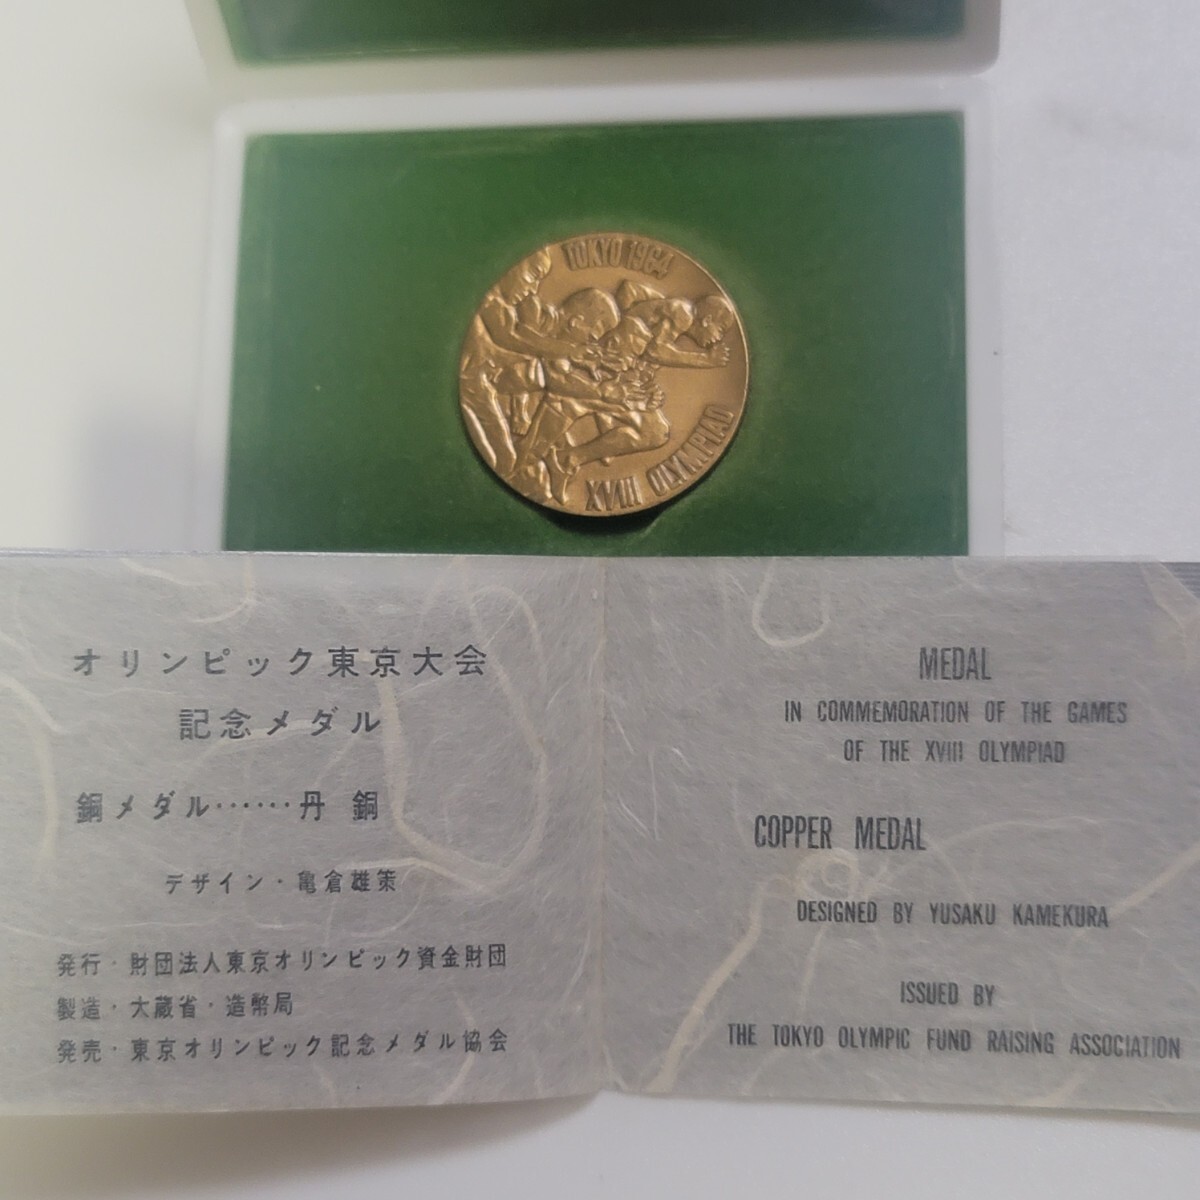 TOKYO 1964
XVIII OLYMPIAD
オリンピック東京大会
記念メダル
銅メダル……丹 銅
デザイン・亀倉雄策
発行・財団法人東京オリンピック資金財団
製造・大蔵省・造幣局
発売・東京オリンピック記念メダル協会
MEDAL
IN COMMEMORATION OF THE GAMES
OF THE XVIII OLYMPIAD
COPPER MEDAL
DESIGNED BY YUSAKU KAMEKURA
ISSUED BY
THE TOKYO OLYMPIC FUND RAISING ASSOCIATION